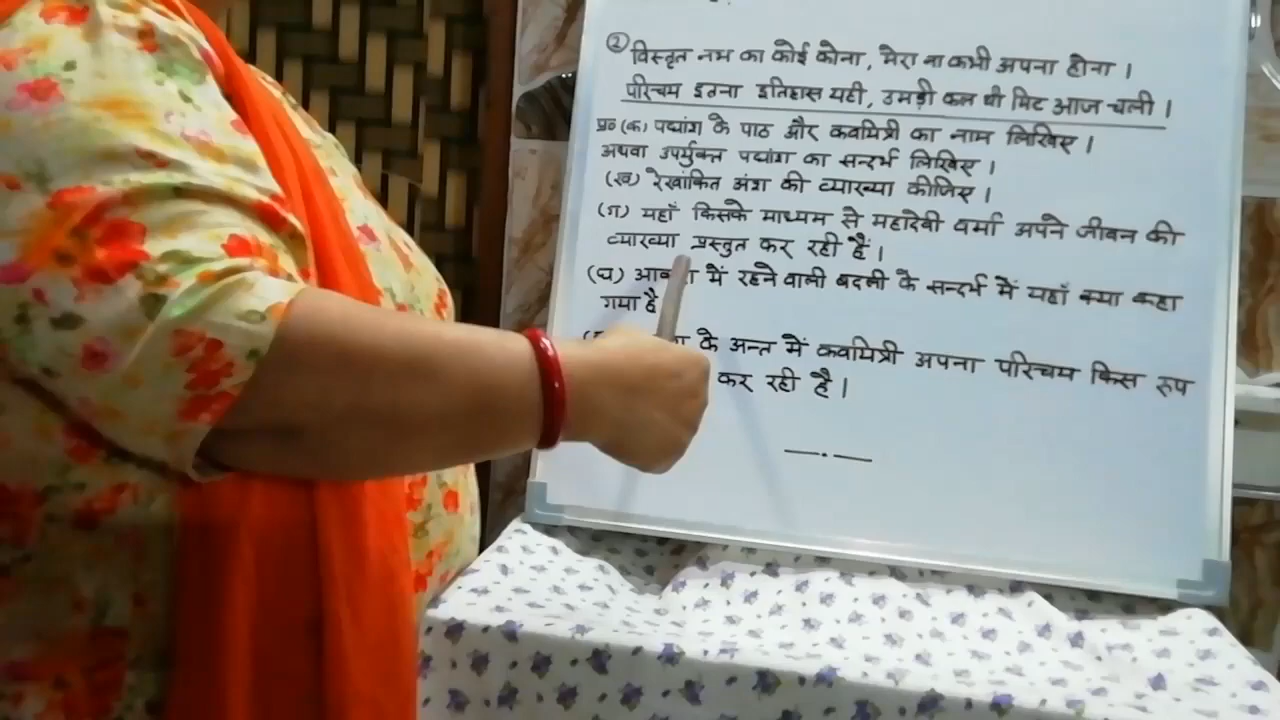 ② विस्तृत नभ का कोई कोना, मेरा ना कभी अपना होना ।
परिचय इतना इतिहास यही, उमड़ी कल थी मिट आज चली ।
प्र० (क) पद्यांश के पाठ और कवयित्री का नाम लिखिए ।
अथवा उपर्युक्त पद्यांश का सन्दर्भ लिखिए ।
(ख) रेखांकित अंश की व्याख्या कीजिए ।
(ग) यहाँ किसके माध्यम से महादेवी वर्मा अपने जीवन की
व्याख्या प्रस्तुत कर रही हैं ।
(घ) में रहने वाली बदली के सन्दर्भ में यहाँ क्या कहा
गया है
के अन्त में कवयित्री अपना परिचय किस रूप
कर रही है ।